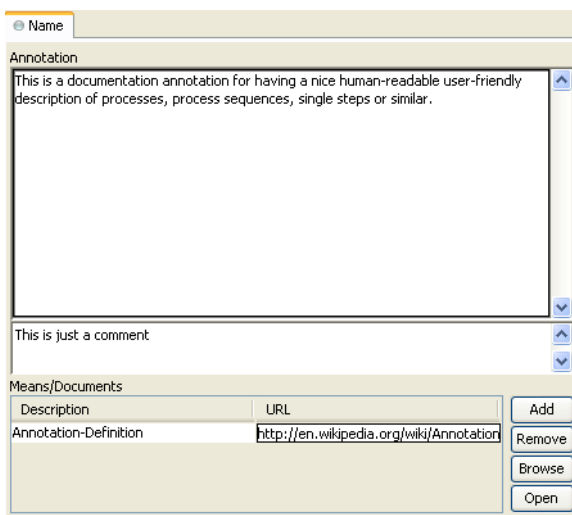 Name
Annotation
This is a documentation annotation for having a nice human-readable user-friendly
description of processes, process sequences, single steps or similar.
This is just a comment
Means/Documents
Description URL
Annotation-Definition http://en.wikipedia.org/wiki/Annotation
Add
Remove
Browse
Open